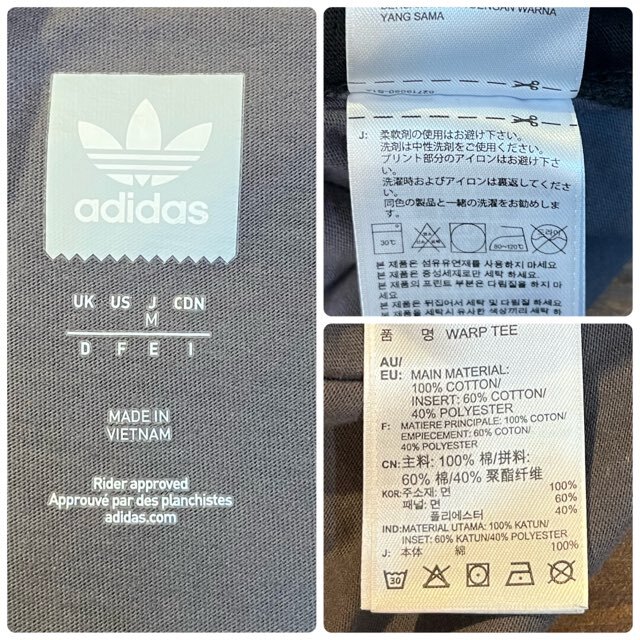 adidas
UK US J CDN
M
D F E I
MADE IN
VIETNAM
Rider approved
Approuvé par des planchistes
adidas.com
YANG SAMA
J: 柔軟剤の使用はお避け下さい。
洗剤は中性洗剤をご使用下さい。
プリント部分のアイロンはお避け下さ
い。
洗濯時およびアイロンは裏返してくださ
い。
同色の製品と一緒の洗濯をお勧めしま
す。
30℃
80~120℃
드라이
본 제품은 섬유유연제를 사용하지 마세요
본 제품은 중성세제로만 세탁 하세요.
본 제품의 프린트 부분은 다림질을 하지
마세요
본 제품은 뒤집어서 세탁 및 다림질 하세요
品 名 WARP TEE
AU/
EU: MAIN MATERIAL:
100% COTTON/
INSERT: 60% COTTON/
40% POLYESTER
F: MATIERE PRINCIPALE: 100% COTON/
EMPIECEMENT: 60% COTON/
40% POLYESTER
CN: 主料: 100% 棉/拼料:
60% 棉/40% 聚酯纤维
KOR: 주소재: 면 100%
패널: 면 60%
폴리에스터 40%
IND: MATERIAL UTAMA: 100% KATUN/
INSET: 60% KATUN/40% POLYESTER
J: 本体 綿 100%
30